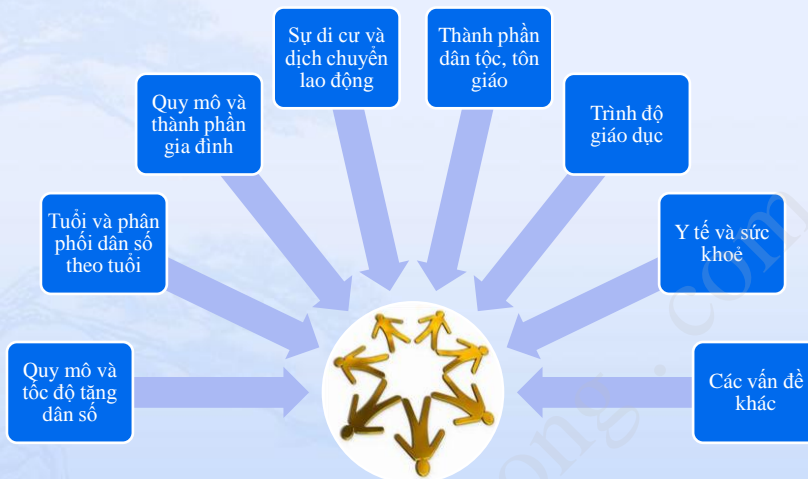 Sự di cư và
dịch chuyển
lao động
Thành phần
dân tộc, tôn
giáo
Quy mô và
thành phần
gia đình
Trình độ
giáo dục
Tuổi và phân
phối dân số
theo tuổi
Y tế và sức
khoẻ
Quy mô và
tốc độ tăng
dân số
Các vấn đề
khác
ong . com